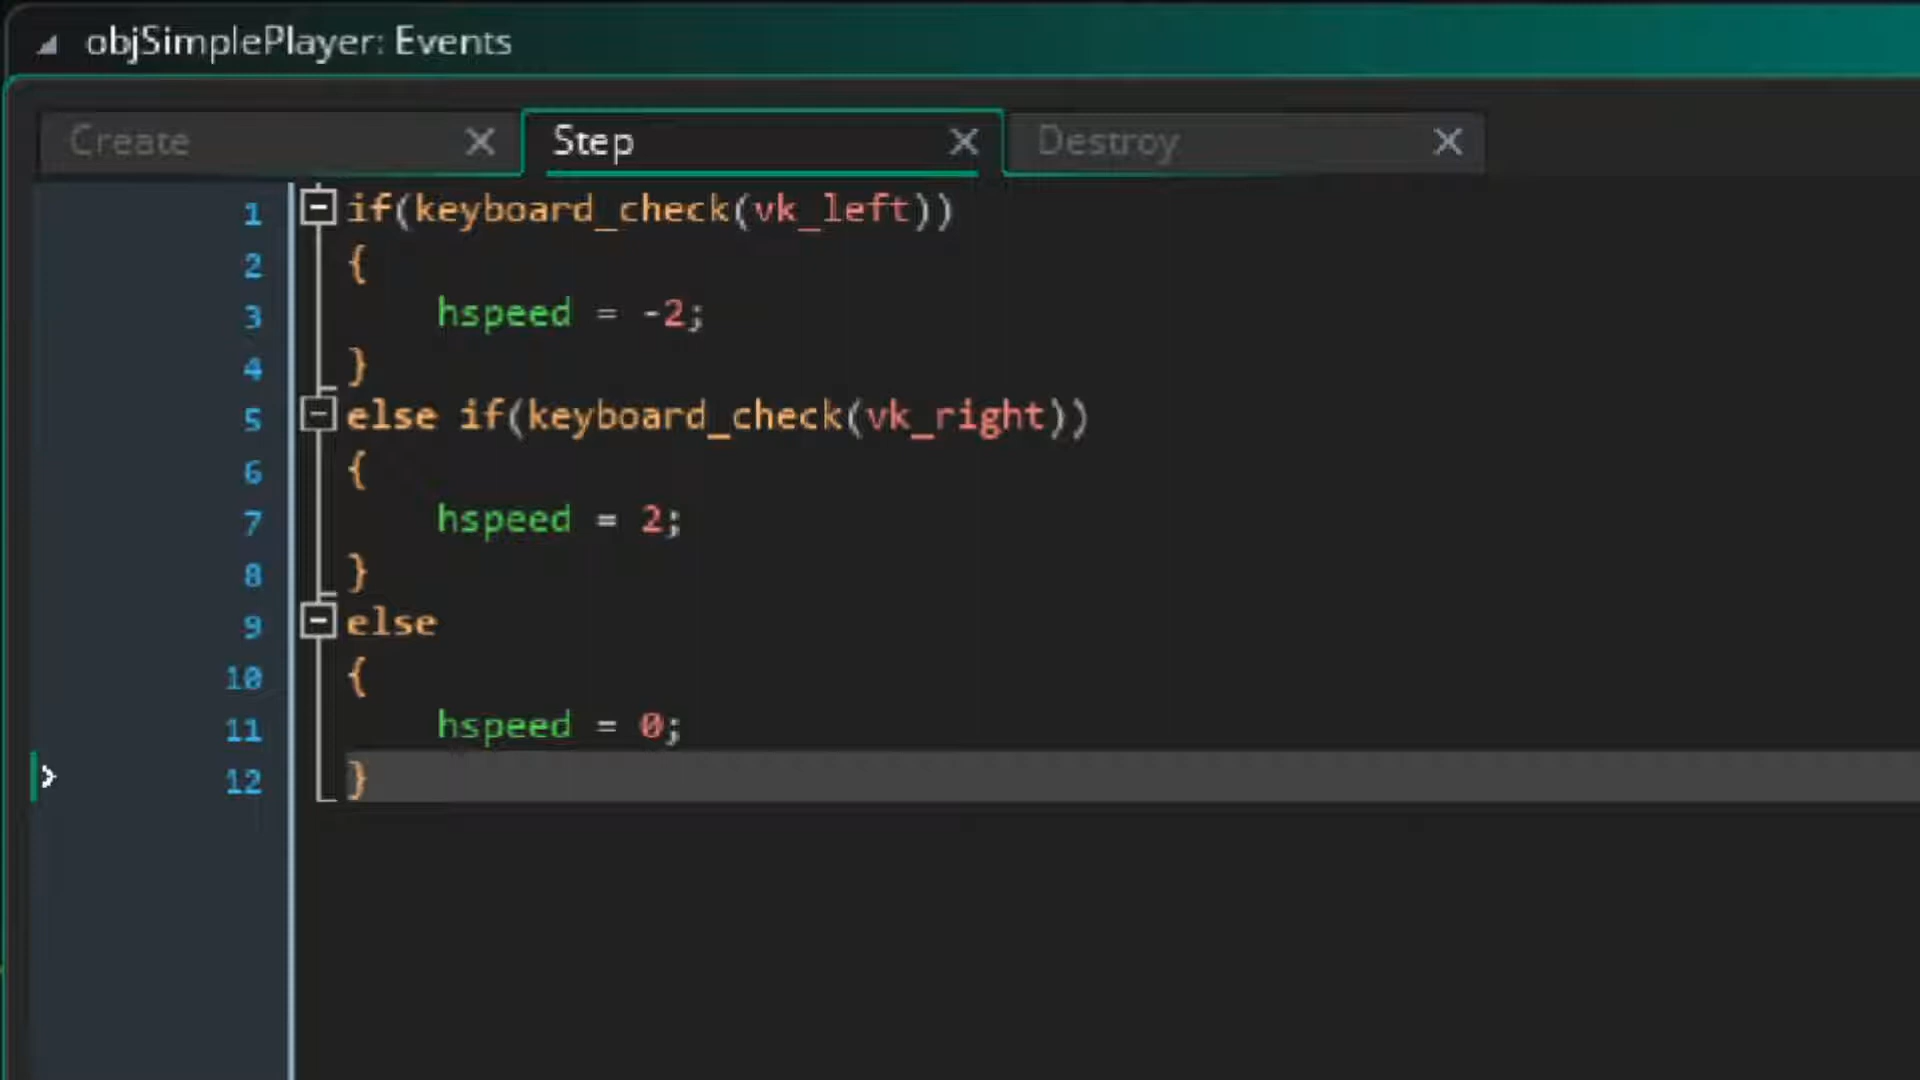 objSimplePlayer: Events
Create Step Destroy
1 if(keyboard_check(vk_left))
2 {
3 hspeed = -2;
4 }
5 else if(keyboard_check(vk_right))
6 {
7 hspeed = 2;
8 }
9 else
10 {
11 hspeed = 0;
12 }